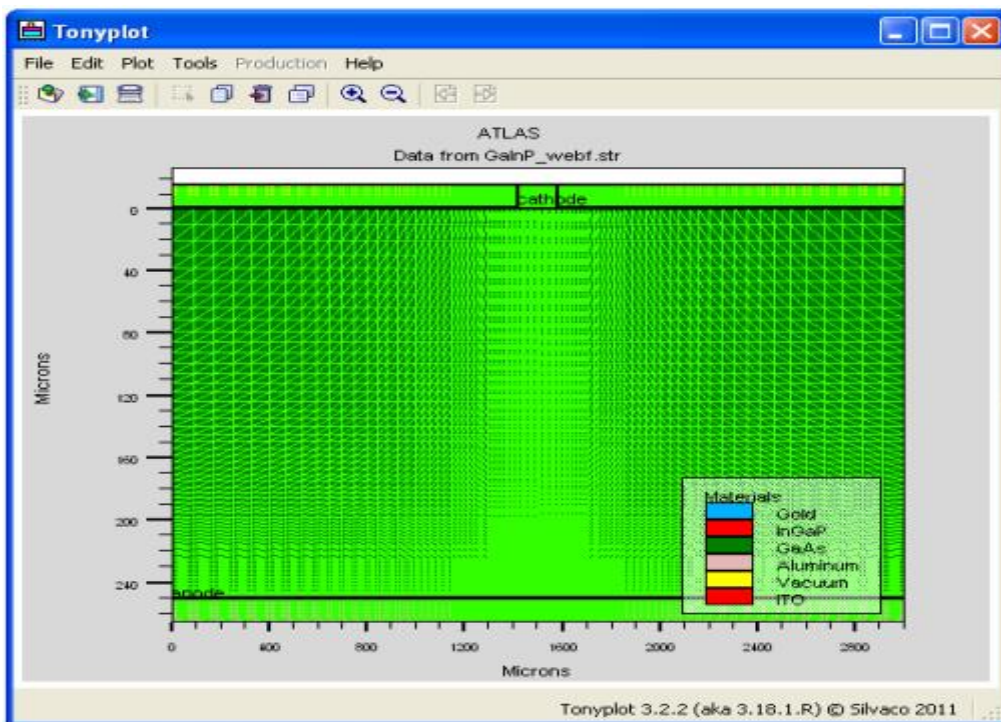 Tonyplot
File Edit Plot Tools Production Help
ATLAS
Data from GaInP_webf.str
cathode
0
40
80
120
160
200
240
Microns
anode
Materials
Gold
InGaP
GaAs
Aluminum
Vacuum
ITO
0 400 800 1200 1600 2000 2400 2800
Microns
Tonyplot 3.2.2 (aka 3.18.1.R) © Silvaco 2011